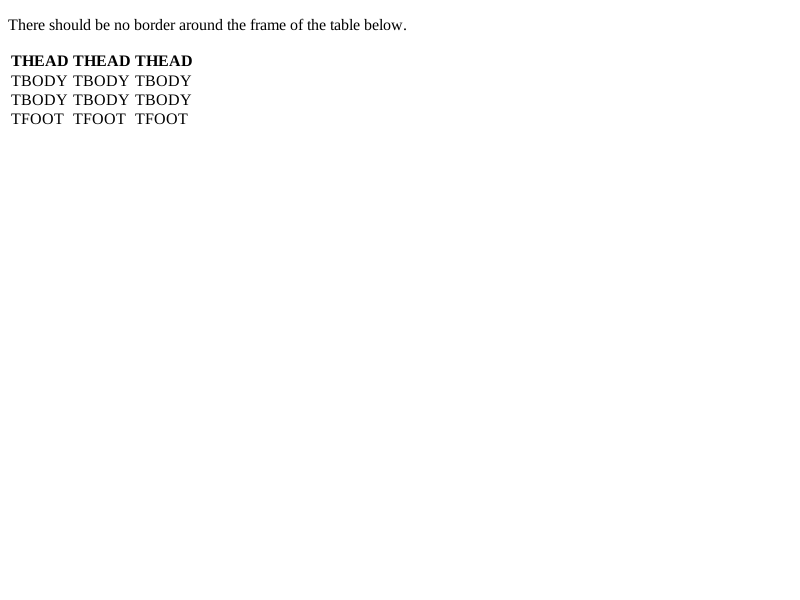 There should be no border around the frame of the table below.
THEAD THEAD THEAD
TBODY TBODY TBODY
TBODY TBODY TBODY
TFOOT TFOOT TFOOT